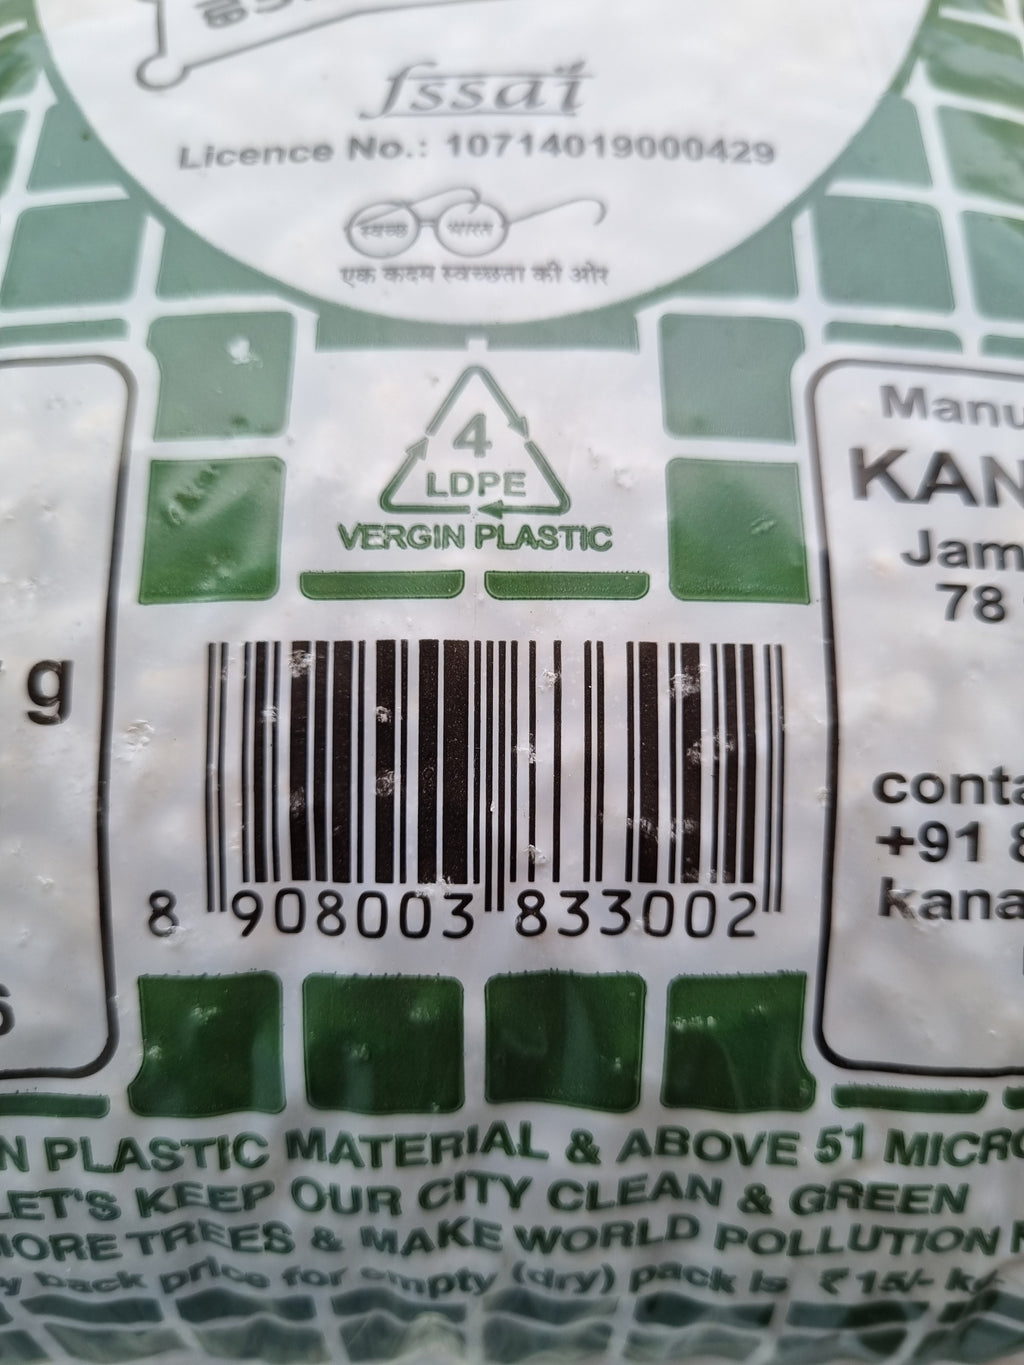 fssai
Licence No.: 10714019000429
स्वच्छ भारत
एक कदम स्वच्छता की ओर
4
LDPE
VERGIN PLASTIC
Manu
KAN
Jam
78
g
conta
+91 8
kana
8 908003 833002
N PLASTIC MATERIAL & ABOVE 51 MICRO
LET'S KEEP OUR CITY CLEAN & GREEN
MORE TREES & MAKE WORLD POLLUTION
y back price for empty (dry) pack is ₹ 15/- kg